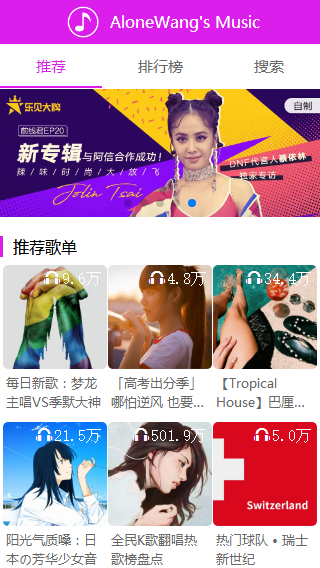 AloneWang's Music
推荐
排行榜
搜索
乐见大牌
自制
前线君EP20
新专辑与阿信合作成功!
辣/味/时/尚/大/放/飞
Jolin Tsai
DNF代言人蔡依林
独家专访
推荐歌单
9.6万
4.8万
34.4万
每日新歌：梦龙
主唱VS季默大神
「高考出分季」
哪怕逆风 也要...
【Tropical
House】巴厘...
21.5万
501.9万
5.0万
Switzerland
阳光气质嗓：日
本の芳华少女音
全民K歌翻唱热
歌榜盘点
热门球队 • 瑞士
新世纪